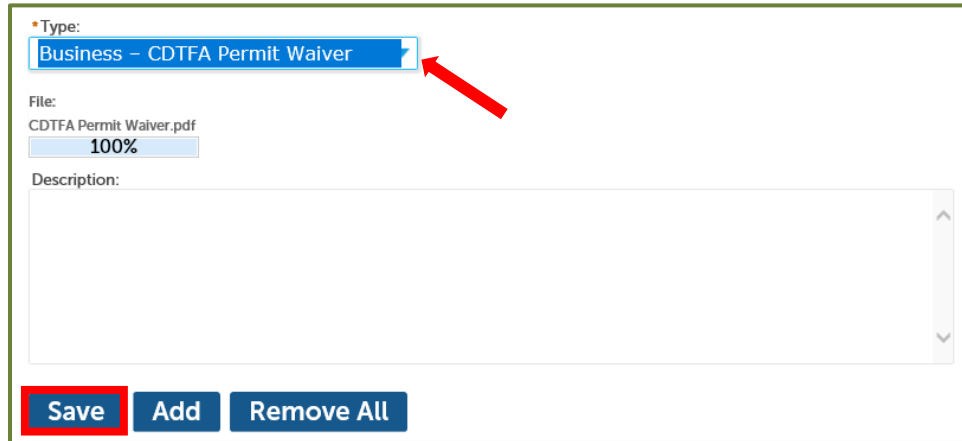 *Type:
Business – CDTFA Permit Waiver
File:
CDTFA Permit Waiver.pdf
100%
Description:
Save Add Remove All